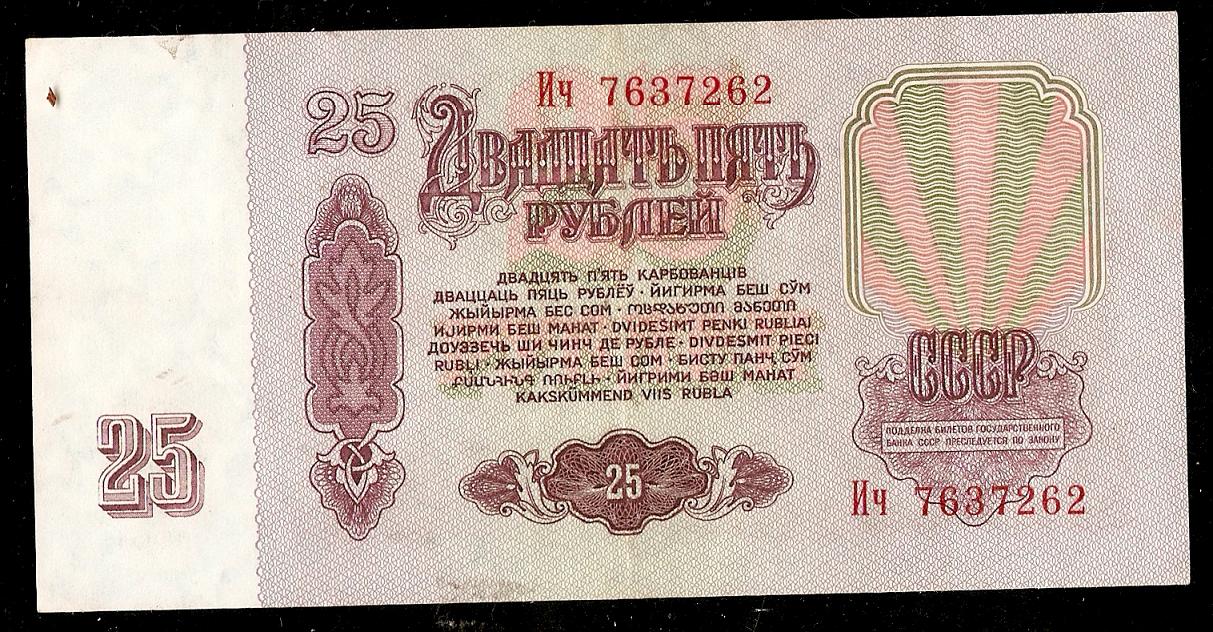 Ич 7637262
25
Двадцать пять
рублей
ДВАДЦЯТЬ П'ЯТЬ КАРБОВАНЦІВ
ДВАЦЦАЦЬ ПЯЦЬ РУБЛЁЎ · ЙИГИРМА БЕШ СЎМ
ЖЫЙЫРМА БЕС СОМ · ᲝᲪᲓᲐᲮᲣᲗᲘ ᲛᲐᲜᲔᲗᲘ
ИЈИРМИ БЕШ МАНАТ · DVIDEŠIMT PENKI RUBLIAI
ДОУЭЗЕЧЬ ШИ ЧИНЧ ДЕ РУБЛЕ · DIVDESMIT PIECI
RUBĻI · ЖЫЙЫРМА БЕШ СОМ · БИСТУ ПАНҶ СЎМ
ՔՍԱՆՀԻՆԳ ՌՈՒԲԼԻ · ЙИГРИМИ БӘШ МАНАТ
KAKSKÜMMEND VIIS RUBLA
СССР
ПОДДЕЛКА БИЛЕТОВ ГОСУДАРСТВЕННОГО
БАНКА СССР ПРЕСЛЕДУЕТСЯ ПО ЗАКОНУ
25
25
Ич 7637262